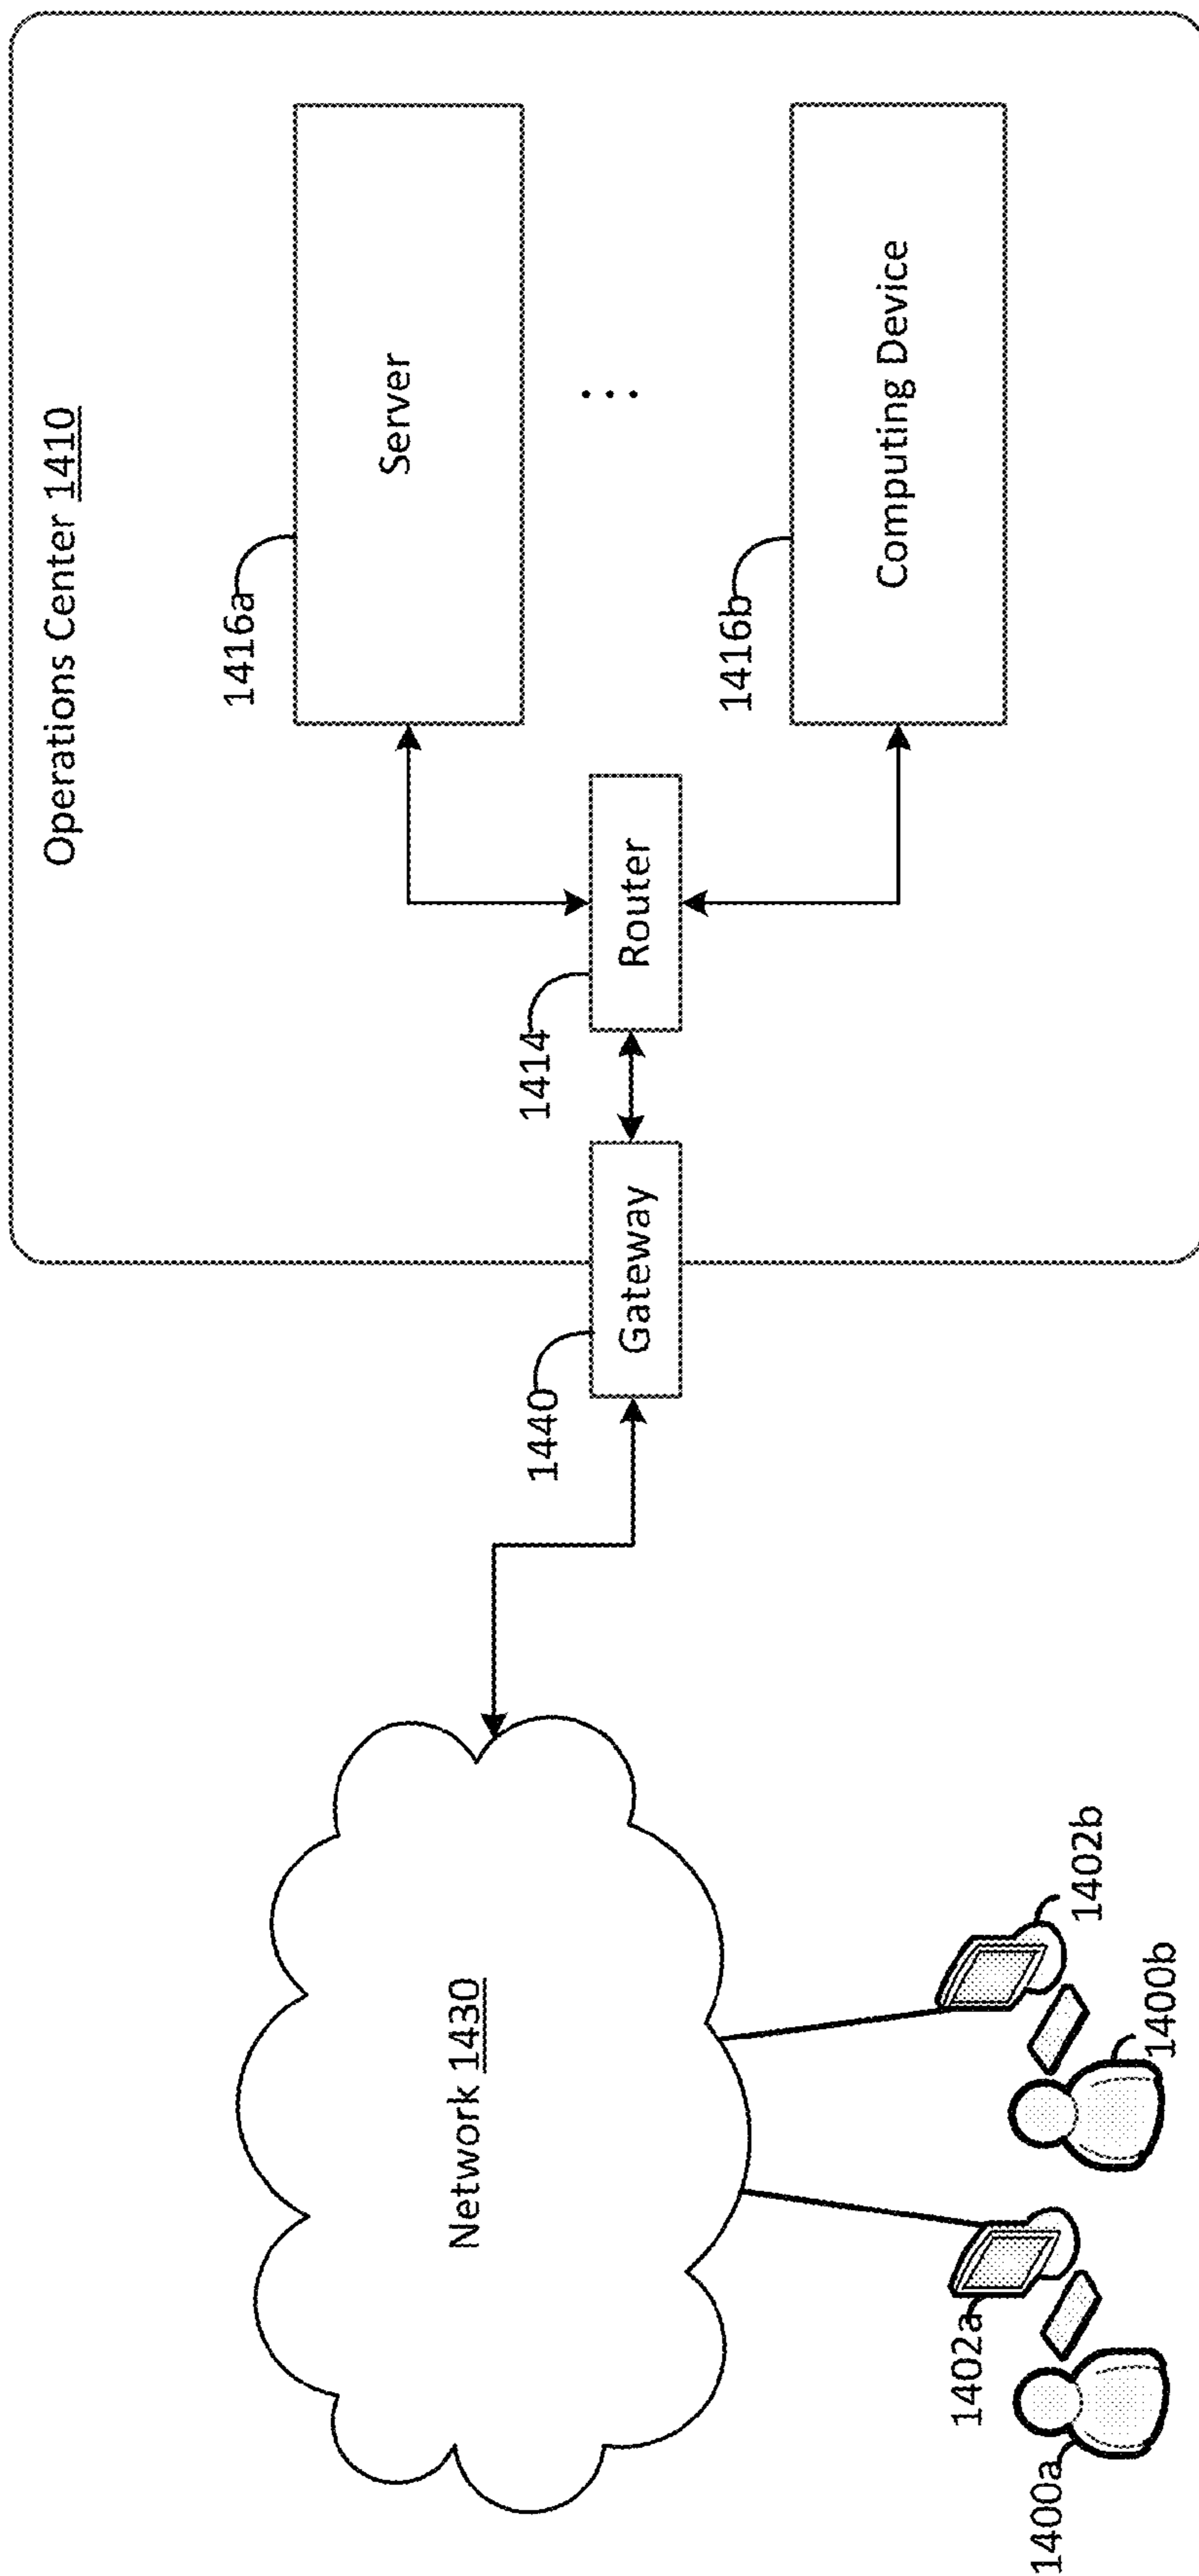 Operations Center 1410
1416a
Server
1416b
Computing Device
1414
Router
1440
Gateway
Network 1430
1402a
1402b
1400a
1400b